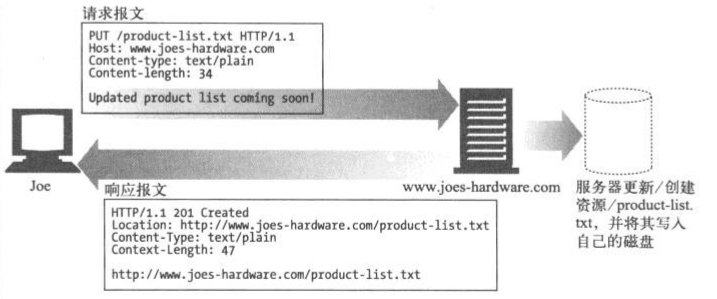 请求报文
PUT /product-list.txt HTTP/1.1
Host: www.joes-hardware.com
Content-type: text/plain
Content-length: 34
Updated product list coming soon!
Joe
www.joes-hardware.com
服务器更新/创建
资源/product-list.
txt，并将其写入
自己的磁盘
响应报文
HTTP/1.1 201 Created
Location: http://www.joes-hardware.com/product-list.txt
Content-Type: text/plain
Context-Length: 47
http://www.joes-hardware.com/product-list.txt